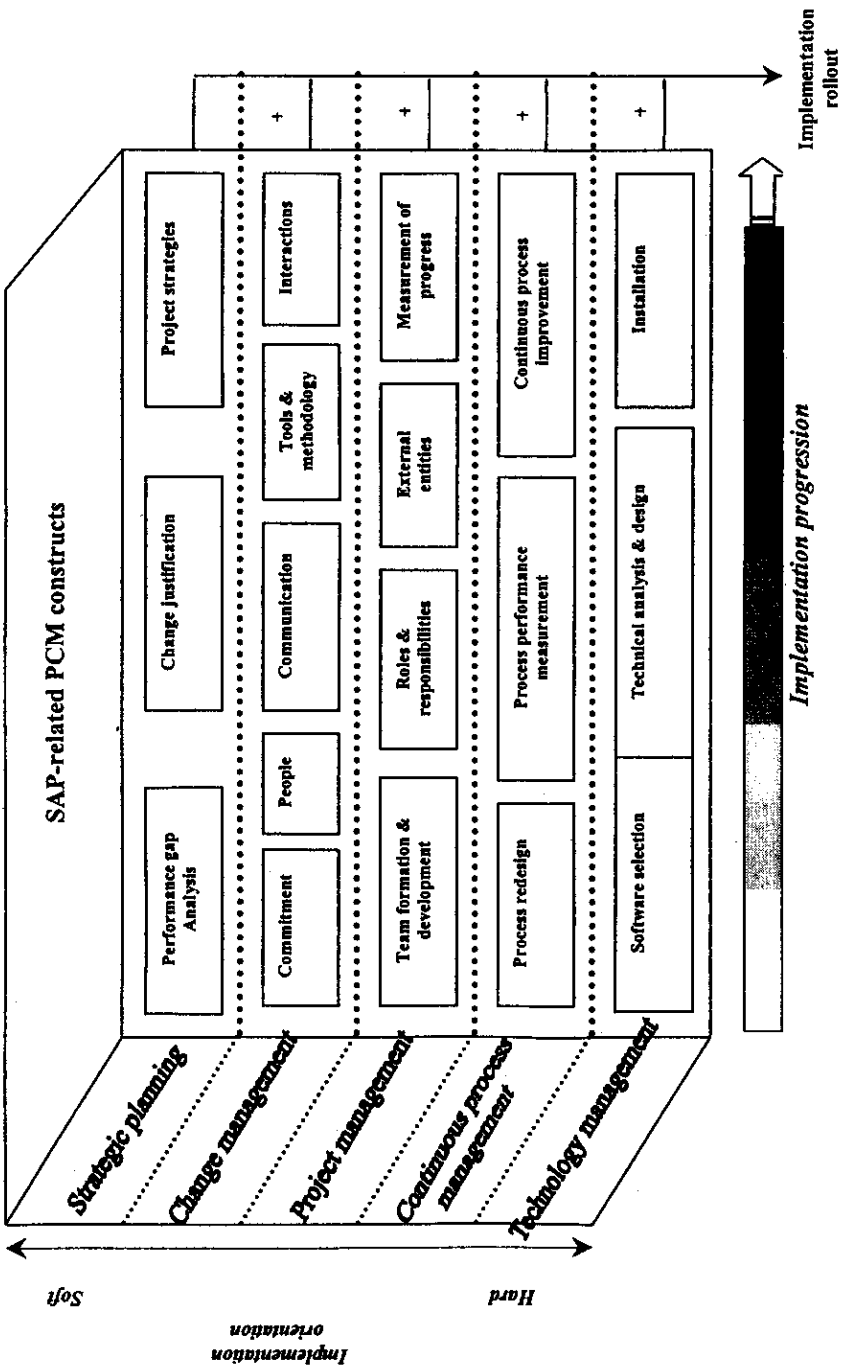 SAP-related PCM constructs
Strategic planning
Performance gap
Analysis
Change justification
Project strategies
Change management
Commitment
People
Communication
Tools &
methodology
Interactions
+
Project management
Team formation &
development
Roles &
responsibilities
External
entities
Measurement of
progress
+
Continuous process
management
Process redesign
Process performance
measurement
Continuous process
improvement
+
Technology management
Software selection
Technical analysis & design
Installation
+
Soft
Hard
Implementation
orientation
Implementation progression
Implementation
rollout